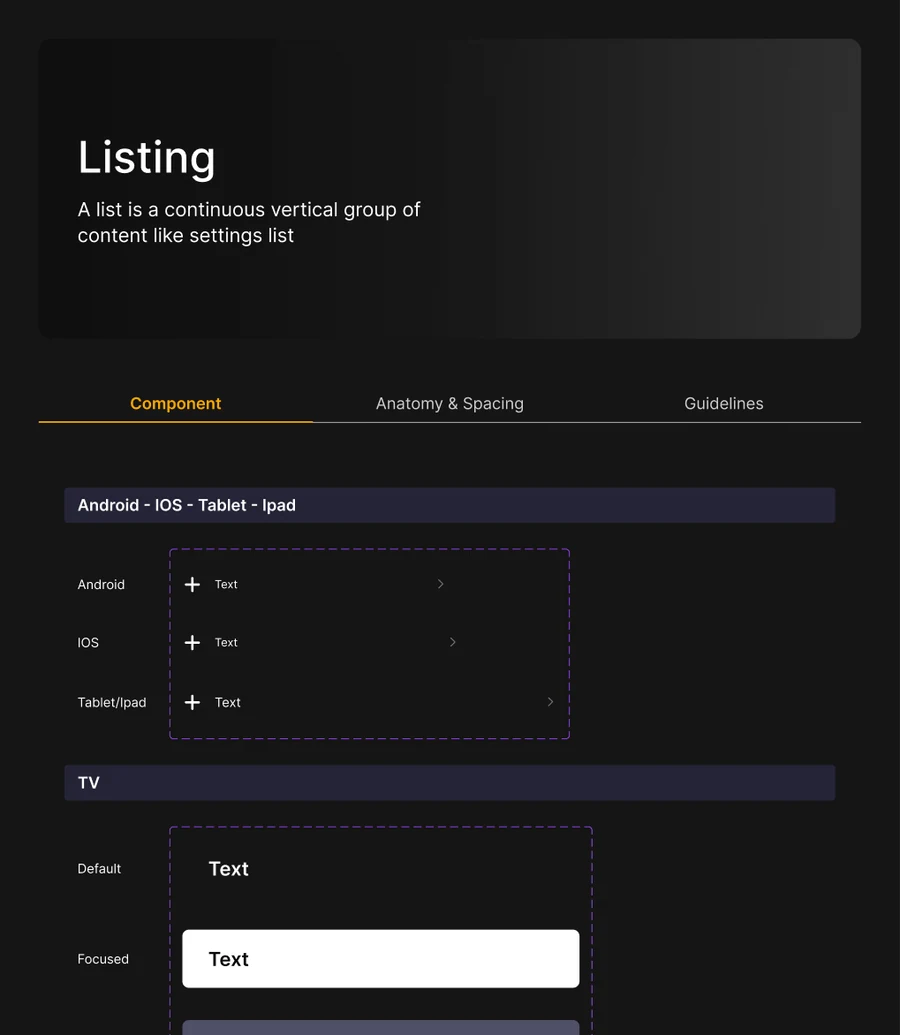 Listing
A list is a continuous vertical group of
content like settings list
Component
Anatomy & Spacing
Guidelines
Android - IOS - Tablet - Ipad
Android
Text
IOS
Text
Tablet/Ipad
Text
TV
Default
Text
Focused
Text